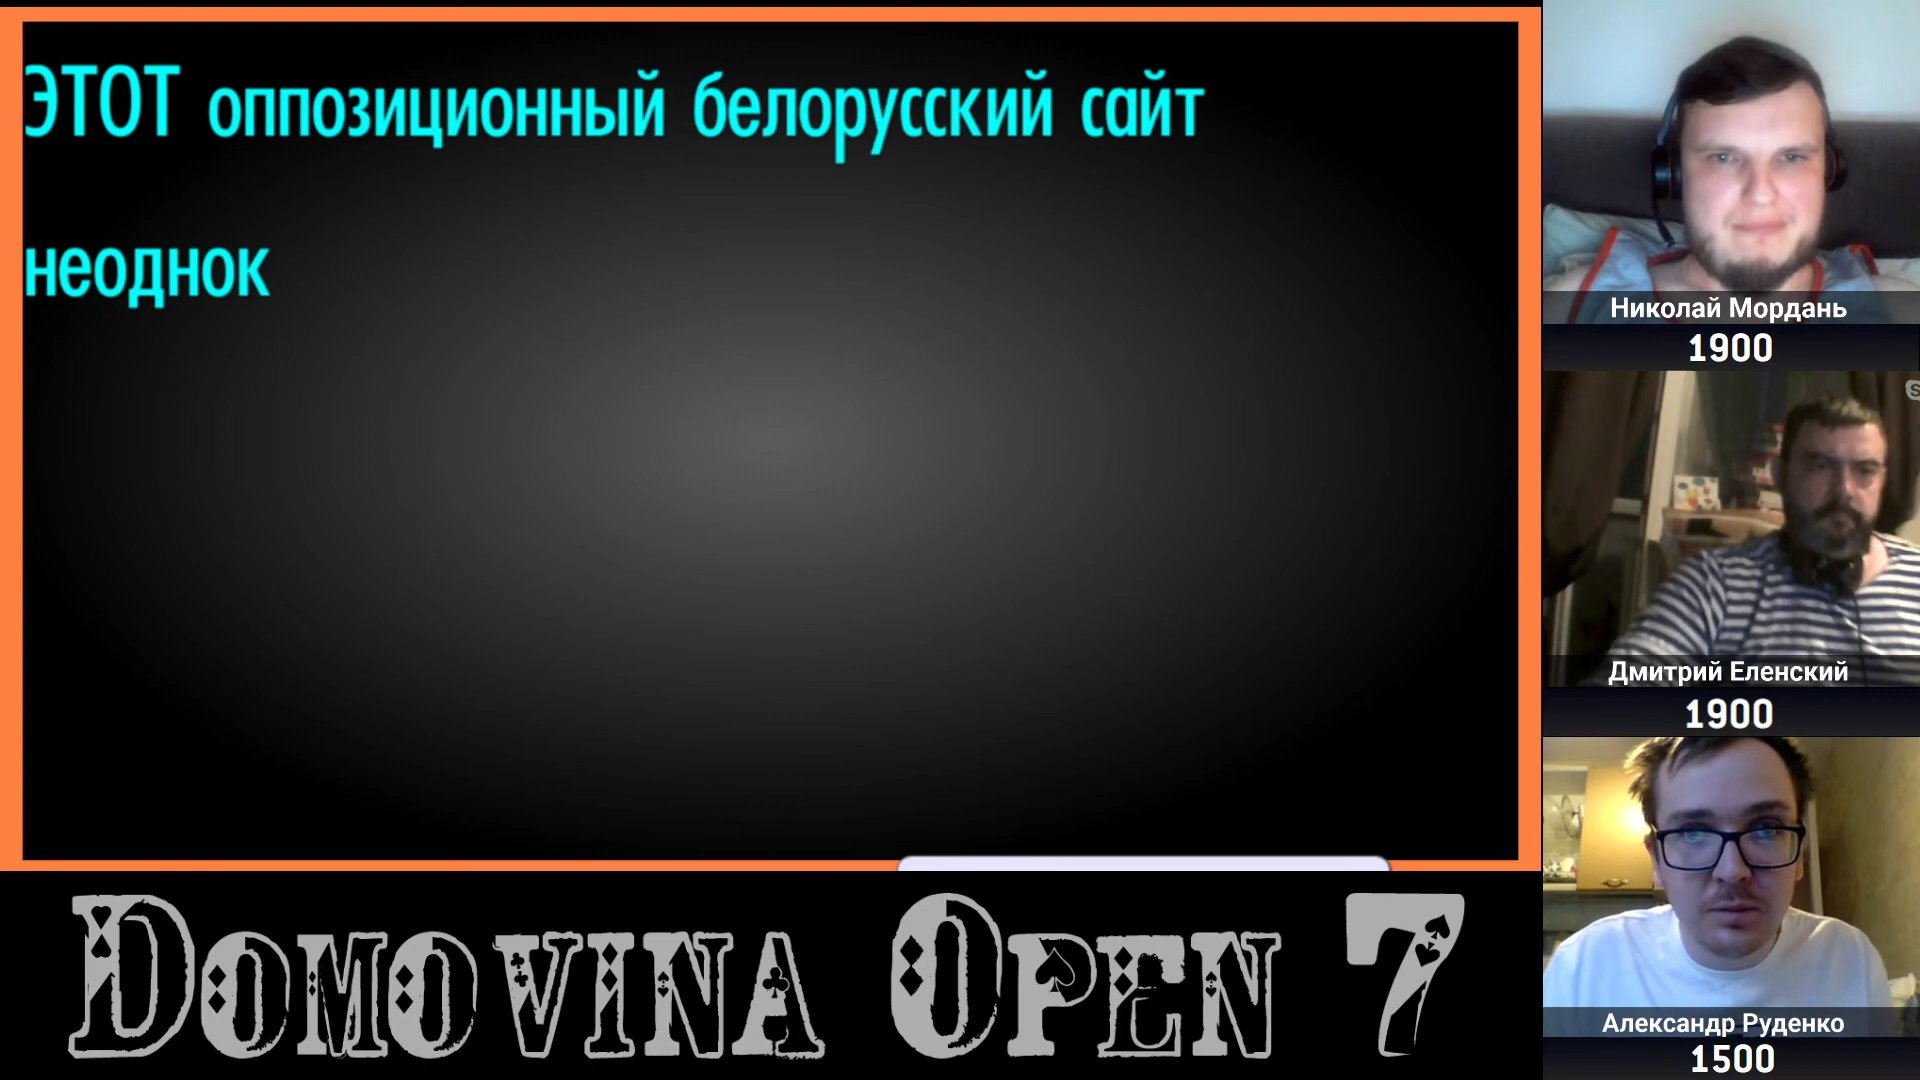 ЭТОТ оппозиционный белорусский сайт
неоднок
Николай Мордань
1900
S
Дмитрий Еленский
1900
Александр Руденко
1500
DOMOVINA OPEN 7